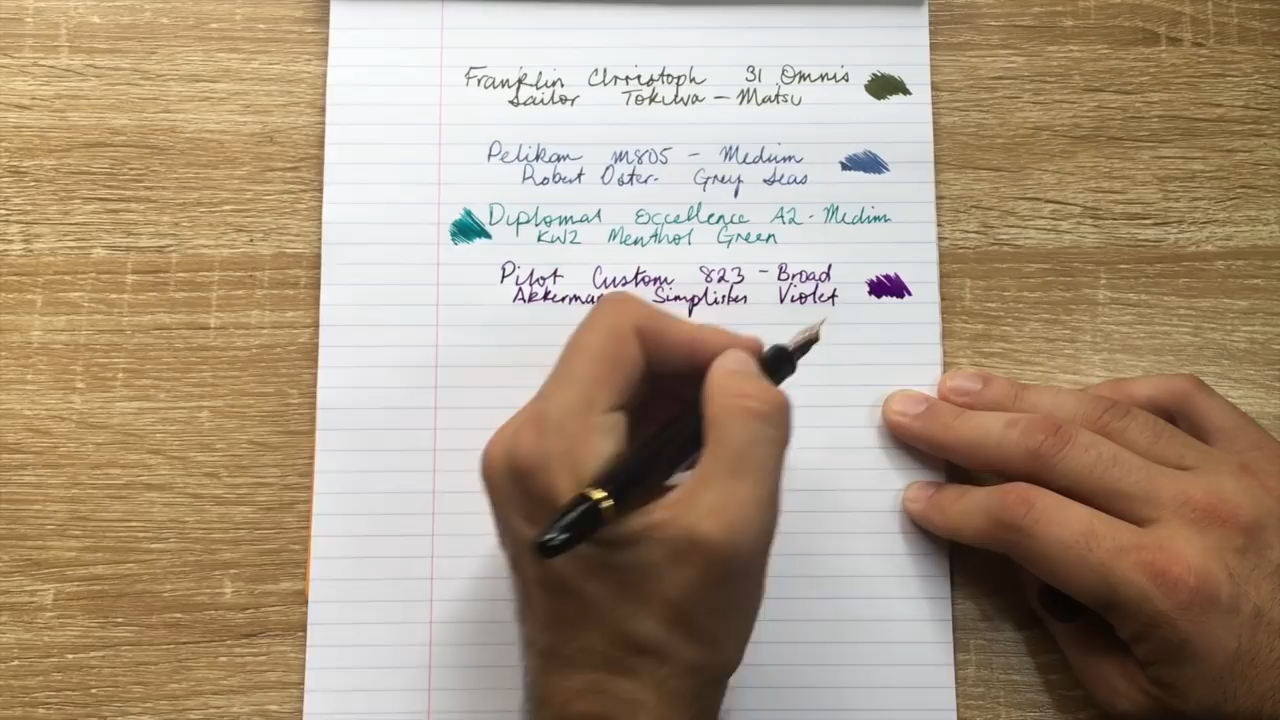 Franklin Christoph 31 Omnis
Sailor Tokiwa - Matsu
Pelikan M805 - Medium
Robert Oster - Grey Seas
Diplomat Excellence A2 - Medium
KWZ Menthol Green
Pilot Custom 823 - Broad
Simplisties Violet